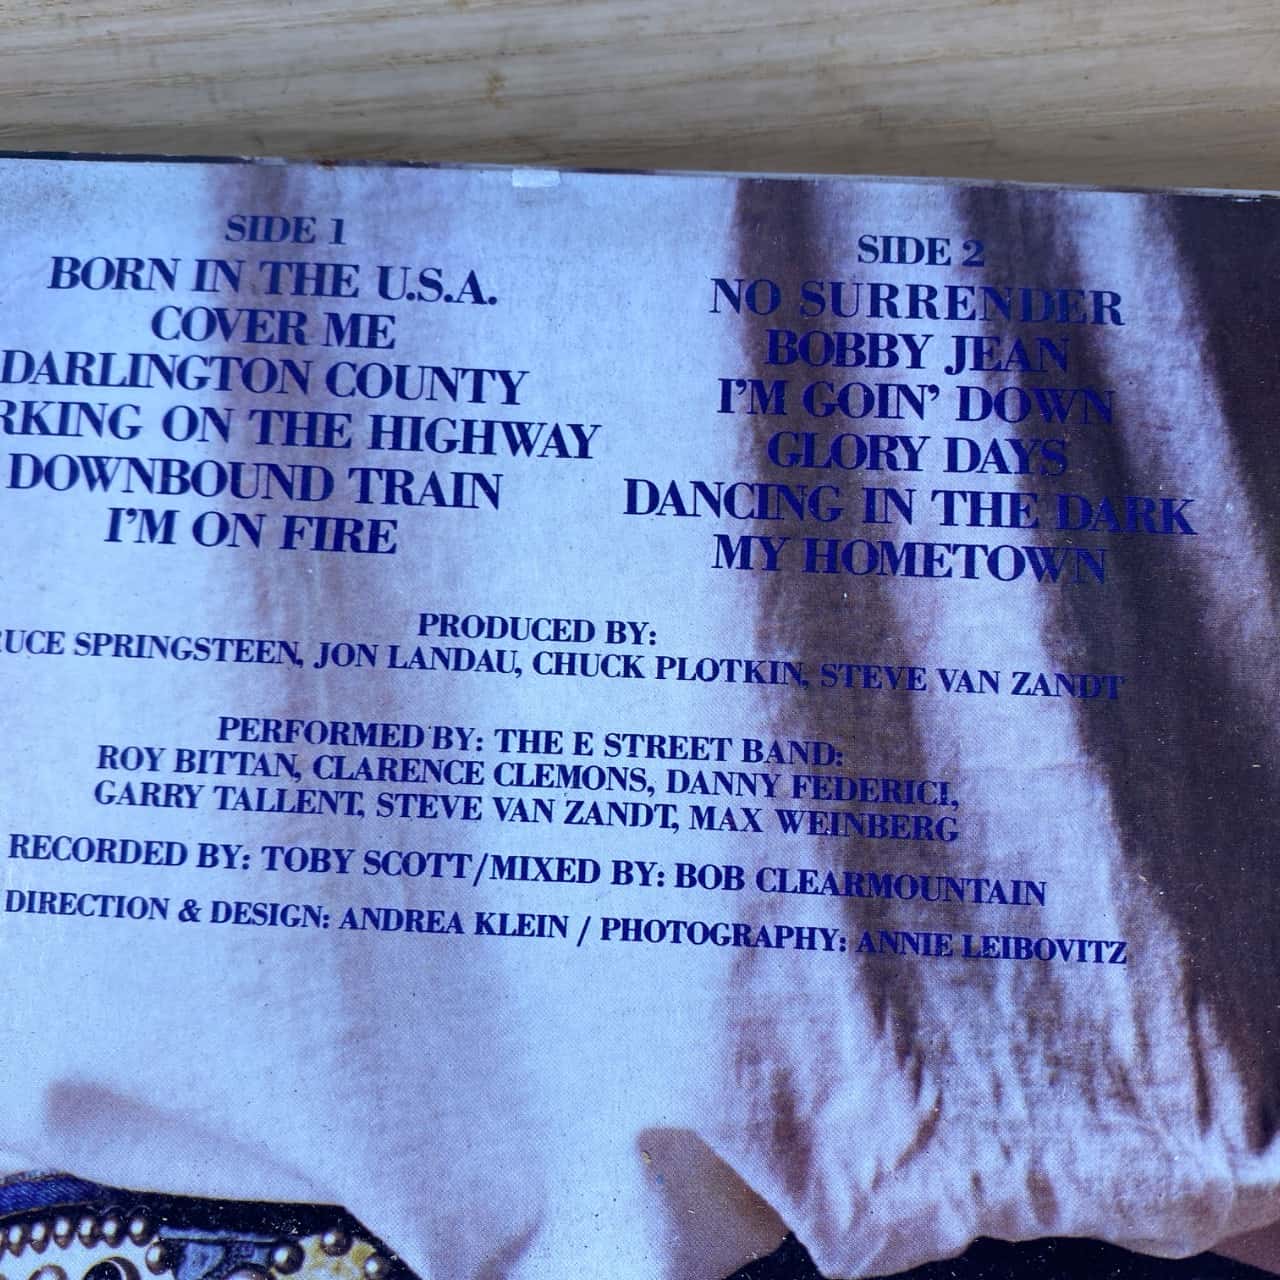 SIDE 1
BORN IN THE U.S.A.
COVER ME
DARLINGTON COUNTY
RKING ON THE HIGHWAY
DOWNBOUND TRAIN
I'M ON FIRE
SIDE 2
NO SURRENDER
BOBBY JEAN
I'M GOIN' DOWN
GLORY DAYS
DANCING IN THE DARK
MY HOMETOWN
PRODUCED BY:
RUCE SPRINGSTEEN, JON LANDAU, CHUCK PLOTKIN, STEVE VAN ZANDT
PERFORMED BY: THE E STREET BAND:
ROY BITTAN, CLARENCE CLEMONS, DANNY FEDERICI,
GARRY TALLENT, STEVE VAN ZANDT, MAX WEINBERG
RECORDED BY: TOBY SCOTT/MIXED BY: BOB CLEARMOUNTAIN
DIRECTION & DESIGN: ANDREA KLEIN / PHOTOGRAPHY: ANNIE LEIBOVITZ